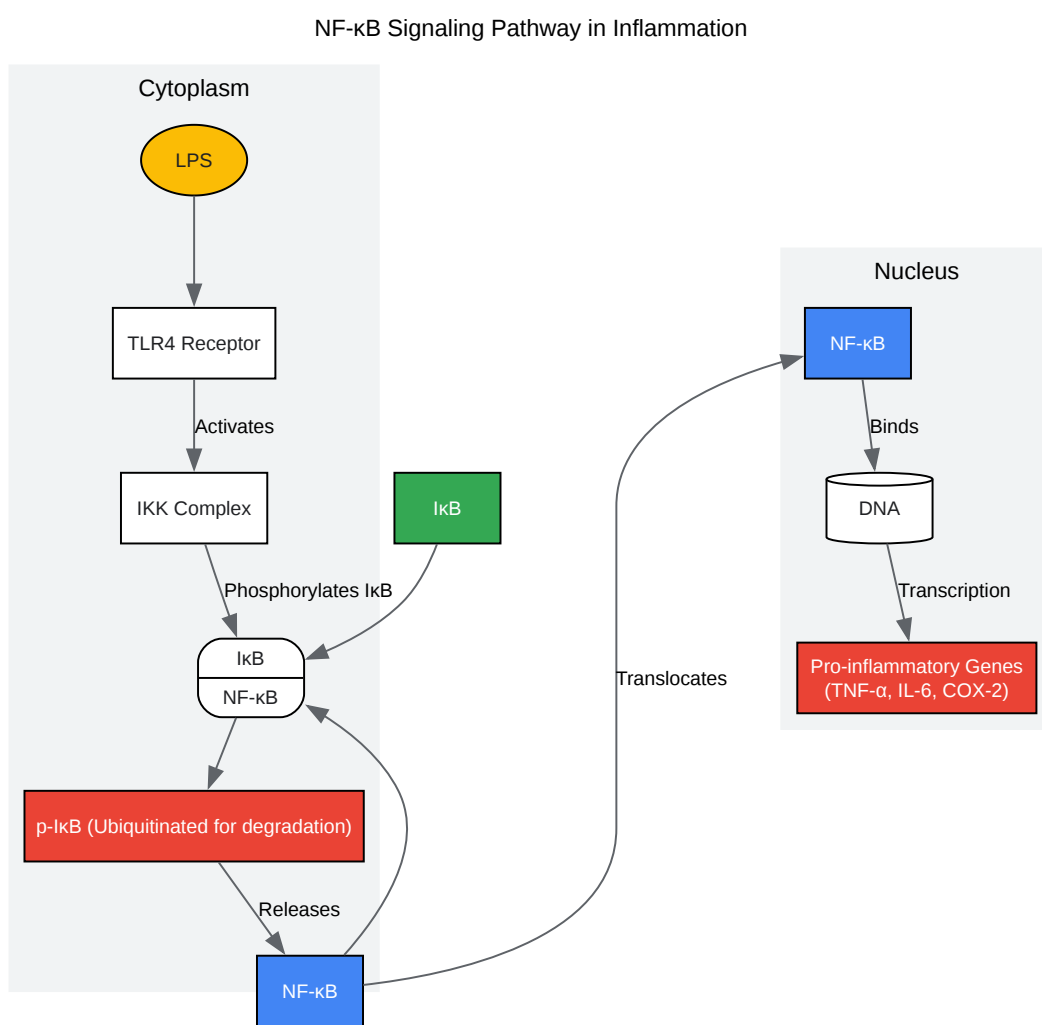 NF-κB Signaling Pathway in Inflammation
Cytoplasm
LPS
TLR4 Receptor
Activates
IKK Complex
IκB
Phosphorylates IκB
IκB
NF-κB
p-IκB (Ubiquitinated for degradation)
Releases
NF-κB
Translocates
Nucleus
NF-κB
Binds
DNA
Transcription
Pro-inflammatory Genes
(TNF-α, IL-6, COX-2)